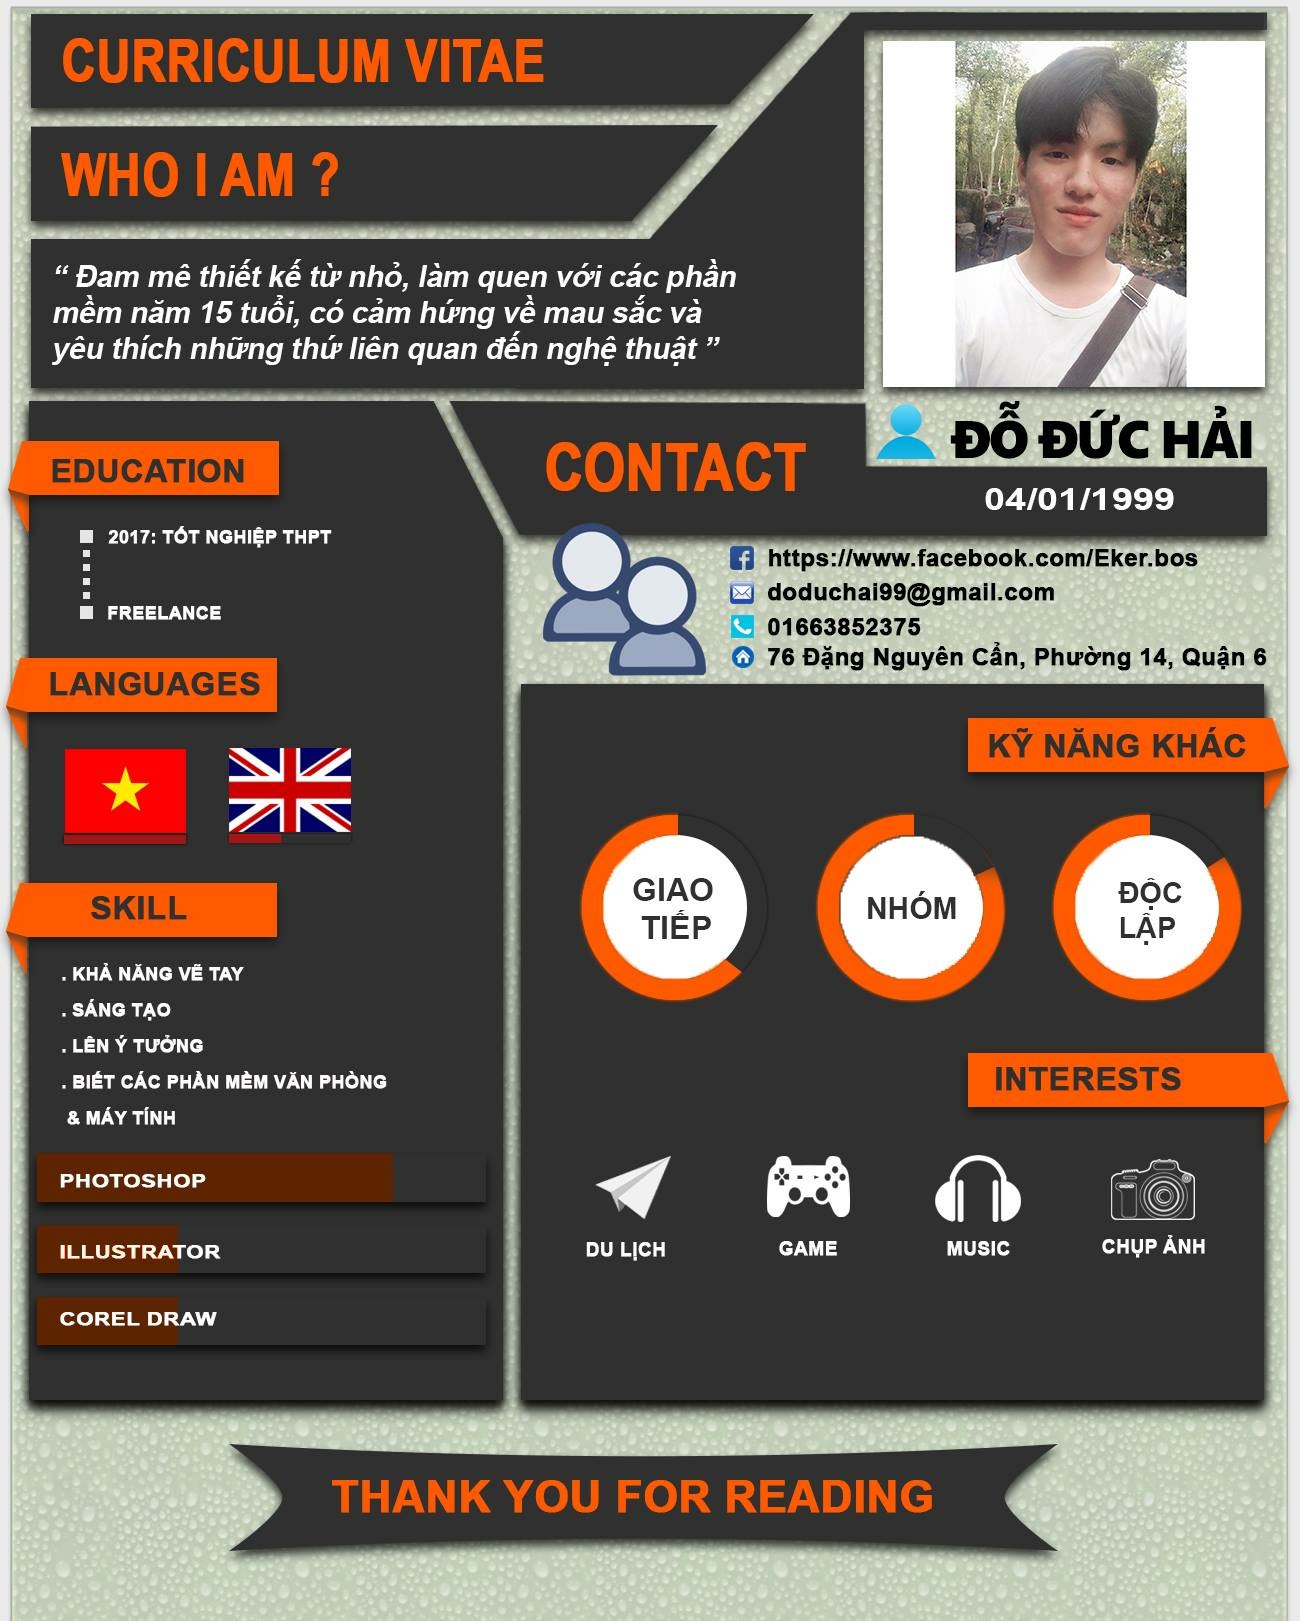 CURRICULUM VITAE
WHO I AM ?
“ Đam mê thiết kế từ nhỏ, làm quen với các phần
mềm năm 15 tuổi, có cảm hứng về mau sắc và
yêu thích những thứ liên quan đến nghệ thuật ”
ĐỖ ĐỨC HẢI
04/01/1999
CONTACT
https://www.facebook.com/Eker.bos
doduchai99@gmail.com
01663852375
76 Đặng Nguyên Cẩn, Phường 14, Quận 6
EDUCATION
2017: TỐT NGHIỆP THPT
FREELANCE
LANGUAGES
SKILL
. KHẢ NĂNG VẼ TAY
. SÁNG TẠO
. LÊN Ý TƯỞNG
. BIẾT CÁC PHẦN MỀM VĂN PHÒNG
& MÁY TÍNH
PHOTOSHOP
ILLUSTRATOR
COREL DRAW
KỸ NĂNG KHÁC
GIAO
TIẾP
NHÓM
ĐỘC
LẬP
INTERESTS
DU LỊCH
GAME
MUSIC
CHỤP ẢNH
THANK YOU FOR READING